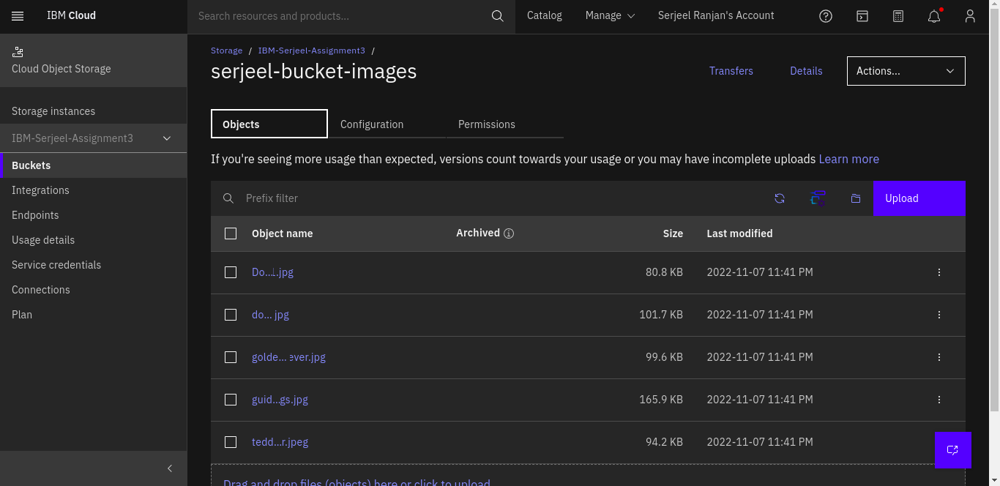 IBM Cloud
Search resources and products...
Catalog
Manage
Serjeel Ranjan's Account
Cloud Object Storage
Storage instances
IBM-Serjeel-Assignment3
Buckets
Integrations
Endpoints
Usage details
Service credentials
Connections
Plan
Storage / IBM-Serjeel-Assignment3 /
serjeel-bucket-images
Transfers
Details
Actions...
Objects
Configuration
Permissions
If you're seeing more usage than expected, versions count towards your usage or you may have incomplete uploads Learn more
Prefix filter
Upload
Object name Archived Size Last modified
Do...1.jpg 80.8 KB 2022-11-07 11:41 PM
do... jpg 101.7 KB 2022-11-07 11:41 PM
golde... ever.jpg 99.6 KB 2022-11-07 11:41 PM
guid...gs.jpg 165.9 KB 2022-11-07 11:41 PM
tedd...r.jpeg 94.2 KB 2022-11-07 11:41 PM
Drag and drop files (objects) here or click to upload